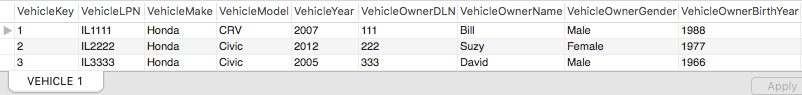 VehicleKey VehicleLPN VehicleMake VehicleModel VehicleYear VehicleOwnerDLN VehicleOwnerName VehicleOwnerGender VehicleOwnerBirthYear
1 IL1111 Honda CRV 2007 111 Bill Male 1988
2 IL2222 Honda Civic 2012 222 Suzy Female 1977
3 IL3333 Honda Civic 2005 333 David Male 1966
VEHICLE 1
Apply